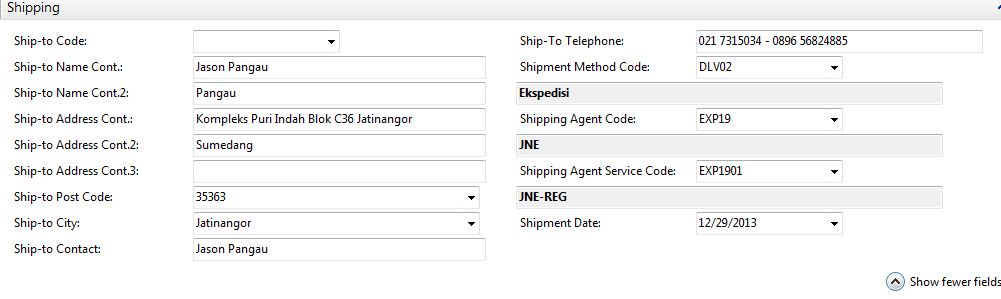 Shipping
Ship-to Code:
Ship-to Name Cont.: Jason Pangau
Ship-to Name Cont.2: Pangau
Ship-to Address Cont.: Kompleks Puri Indah Blok C36 Jatinangor
Ship-to Address Cont.2: Sumedang
Ship-to Address Cont.3:
Ship-to Post Code: 35363
Ship-to City: Jatinangor
Ship-to Contact: Jason Pangau
Ship-To Telephone: 021 7315034 - 0896 56824885
Shipment Method Code: DLV02
Ekspedisi
Shipping Agent Code: EXP19
JNE
Shipping Agent Service Code: EXP1901
JNE-REG
Shipment Date: 12/29/2013
Show fewer fields